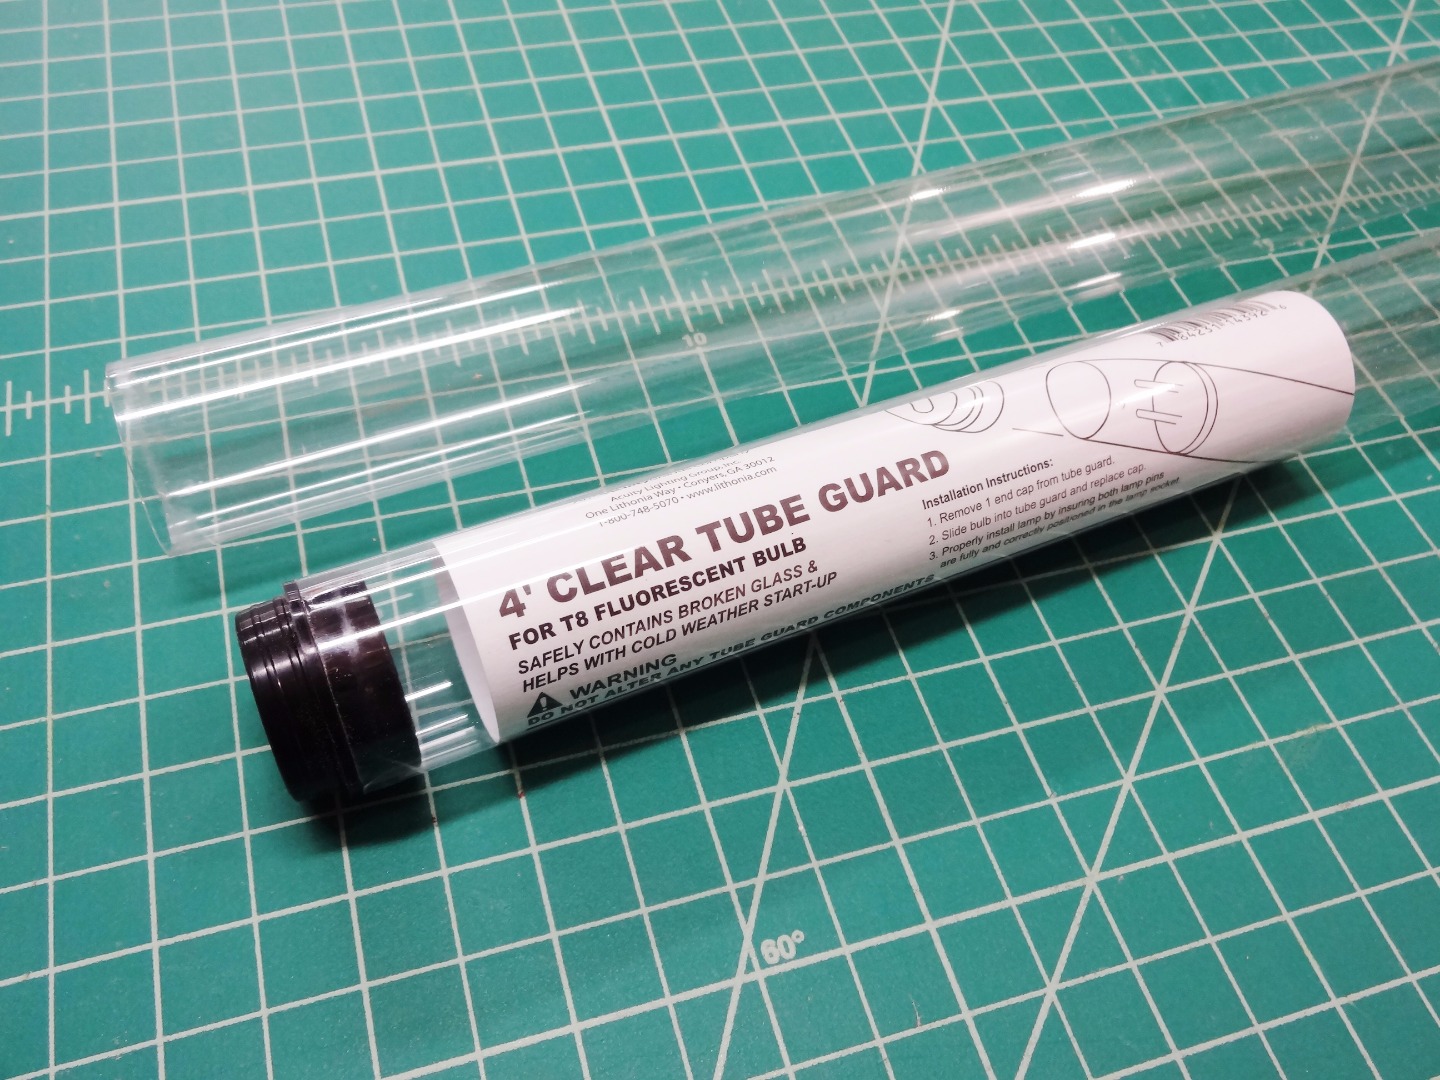 Acuity Lighting Group, Inc.
One Lithonia Way • Conyers, GA 30012
1-800-748-5070 • www.lithonia.com
4' CLEAR TUBE GUARD
FOR T8 FLUORESCENT BULB
SAFELY CONTAINS BROKEN GLASS &
HELPS WITH COLD WEATHER START-UP
WARNING
DO NOT ALTER ANY TUBE GUARD COMPONENTS
Installation Instructions:
1. Remove 1 end cap from tube guard.
2. Slide bulb into tube guard and replace cap.
3. Properly install lamp by insuring both lamp pins
are fully and correctly positioned in the lamp socket
10
60°